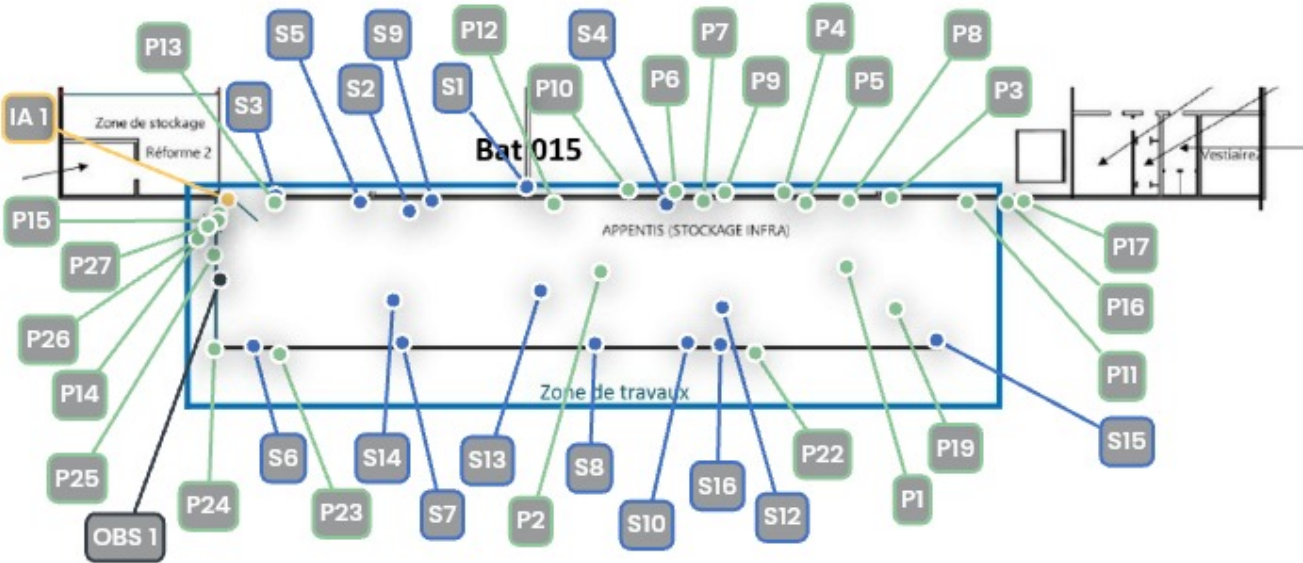 P13
S5
S9
P12
S4
P7
P4
P8
S3
S2
S1
P10
P6
P9
P5
P3
IA 1
Zone de stockage
Réforme 2
Bat 015
Vestiaire
P15
APPENTIS (STOCKAGE INFRA)
P17
P27
P16
P26
P14
Zone de travaux
P11
P25
S6
S14
S13
S8
P22
P19
S15
P24
P23
S7
P2
S10
S16
S12
P1
OBS 1